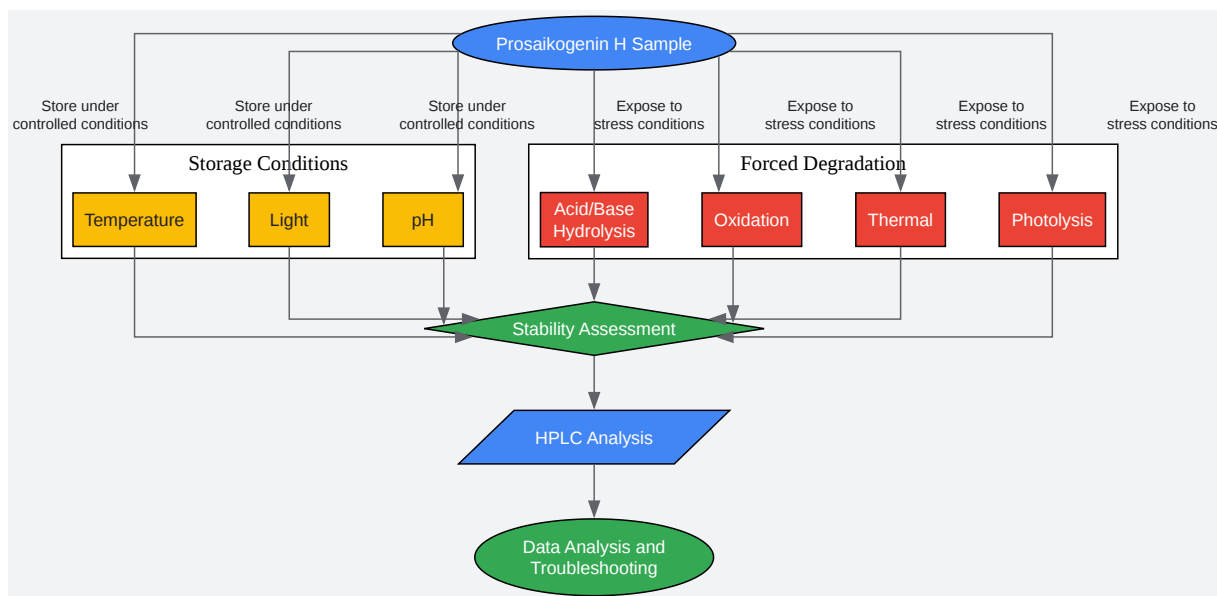 Prosaikogenin H Sample
Store under
controlled conditions
Store under
controlled conditions
Store under
controlled conditions
Expose to
stress conditions
Expose to
stress conditions
Expose to
stress conditions
Expose to
stress conditions
Storage Conditions
Forced Degradation
Temperature
Light
pH
Acid/Base
Hydrolysis
Oxidation
Thermal
Photolysis
Stability Assessment
HPLC Analysis
Data Analysis and
Troubleshooting